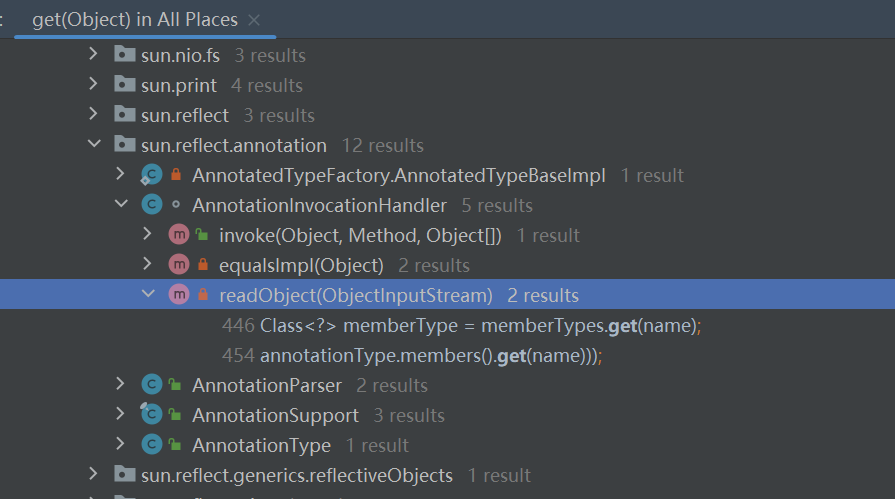 : get(Object) in All Places ×
sun.nio.fs 3 results
sun.print 4 results
sun.reflect 3 results
sun.reflect.annotation 12 results
C AnnotatedTypeFactory.AnnotatedTypeBaseImpl 1 result
C AnnotationInvocationHandler 5 results
m invoke(Object, Method, Object[]) 1 result
m equalsImpl(Object) 2 results
m readObject(ObjectInputStream) 2 results
446 Class<?> memberType = memberTypes.get(name);
454 annotationType.members().get(name)));
C AnnotationParser 2 results
C AnnotationSupport 3 results
C AnnotationType 1 result
sun.reflect.generics.reflectiveObjects 1 result